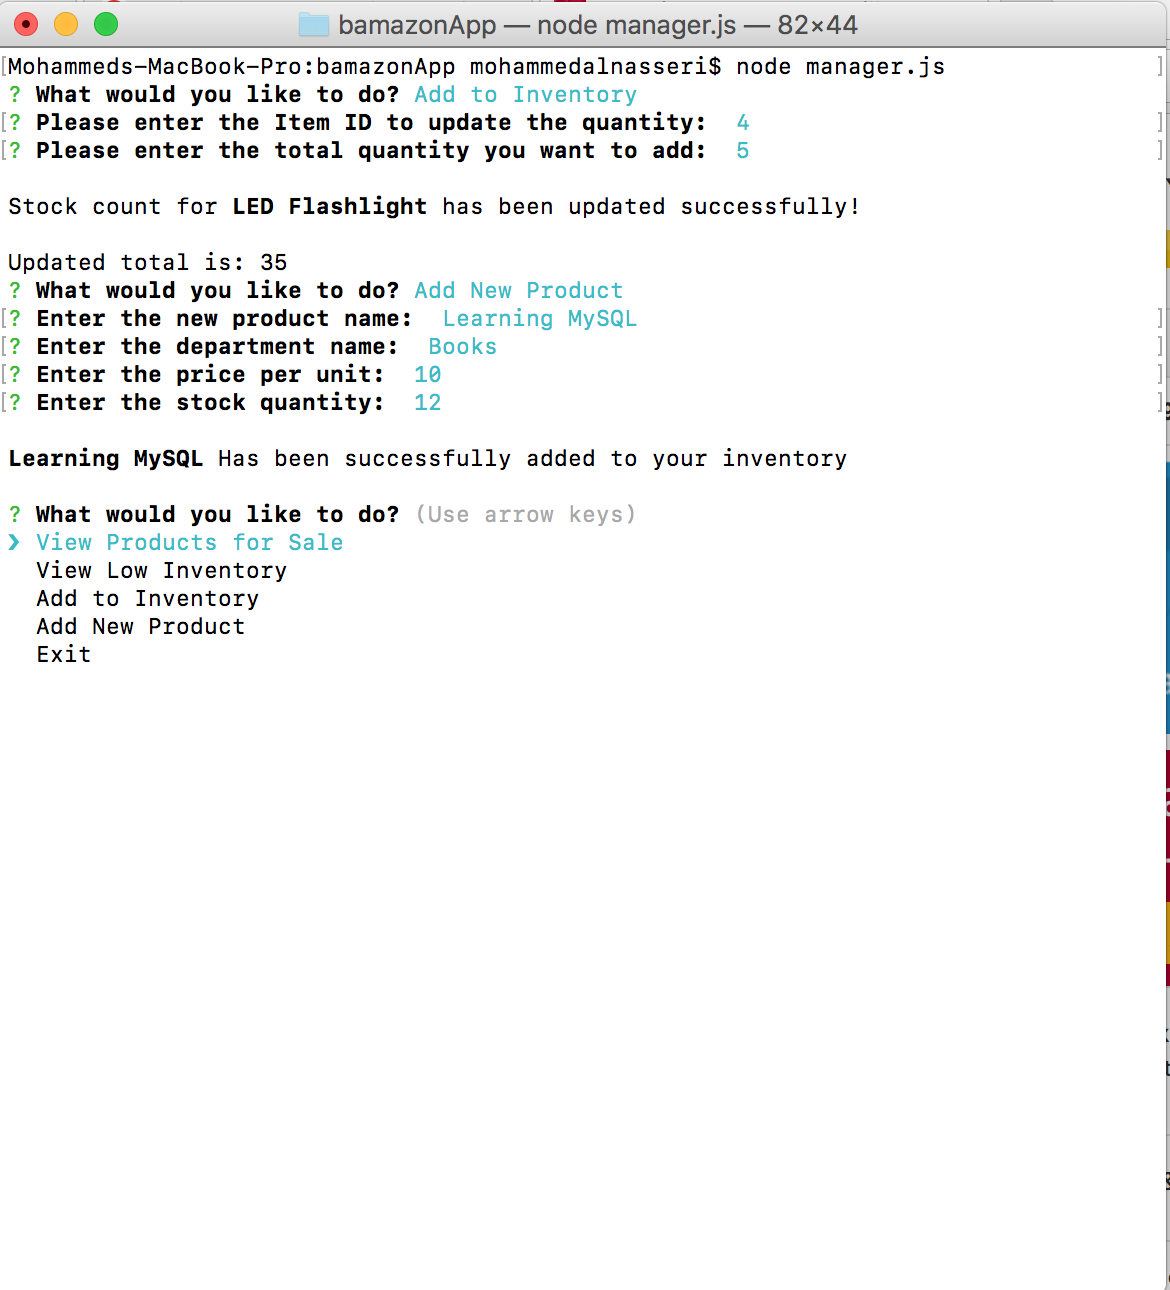 bamazonApp — node manager.js — 82×44
[Mohammeds-MacBook-Pro:bamazonApp mohammedalnasseri$ node manager.js ]
? What would you like to do? Add to Inventory
[? Please enter the Item ID to update the quantity: 4 ]
[? Please enter the total quantity you want to add: 5 ]
Stock count for LED Flashlight has been updated successfully!
Updated total is: 35
? What would you like to do? Add New Product
[? Enter the new product name: Learning MySQL ]
[? Enter the department name: Books ]
[? Enter the price per unit: 10 ]
[? Enter the stock quantity: 12 ]
Learning MySQL Has been successfully added to your inventory
? What would you like to do? (Use arrow keys)
❯ View Products for Sale
View Low Inventory
Add to Inventory
Add New Product
Exit